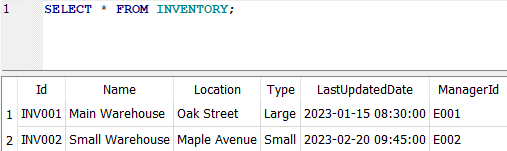 1 SELECT * FROM INVENTORY;
Id Name Location Type LastUpdatedDate ManagerId
1 INV001 Main Warehouse Oak Street Large 2023-01-15 08:30:00 E001
2 INV002 Small Warehouse Maple Avenue Small 2023-02-20 09:45:00 E002